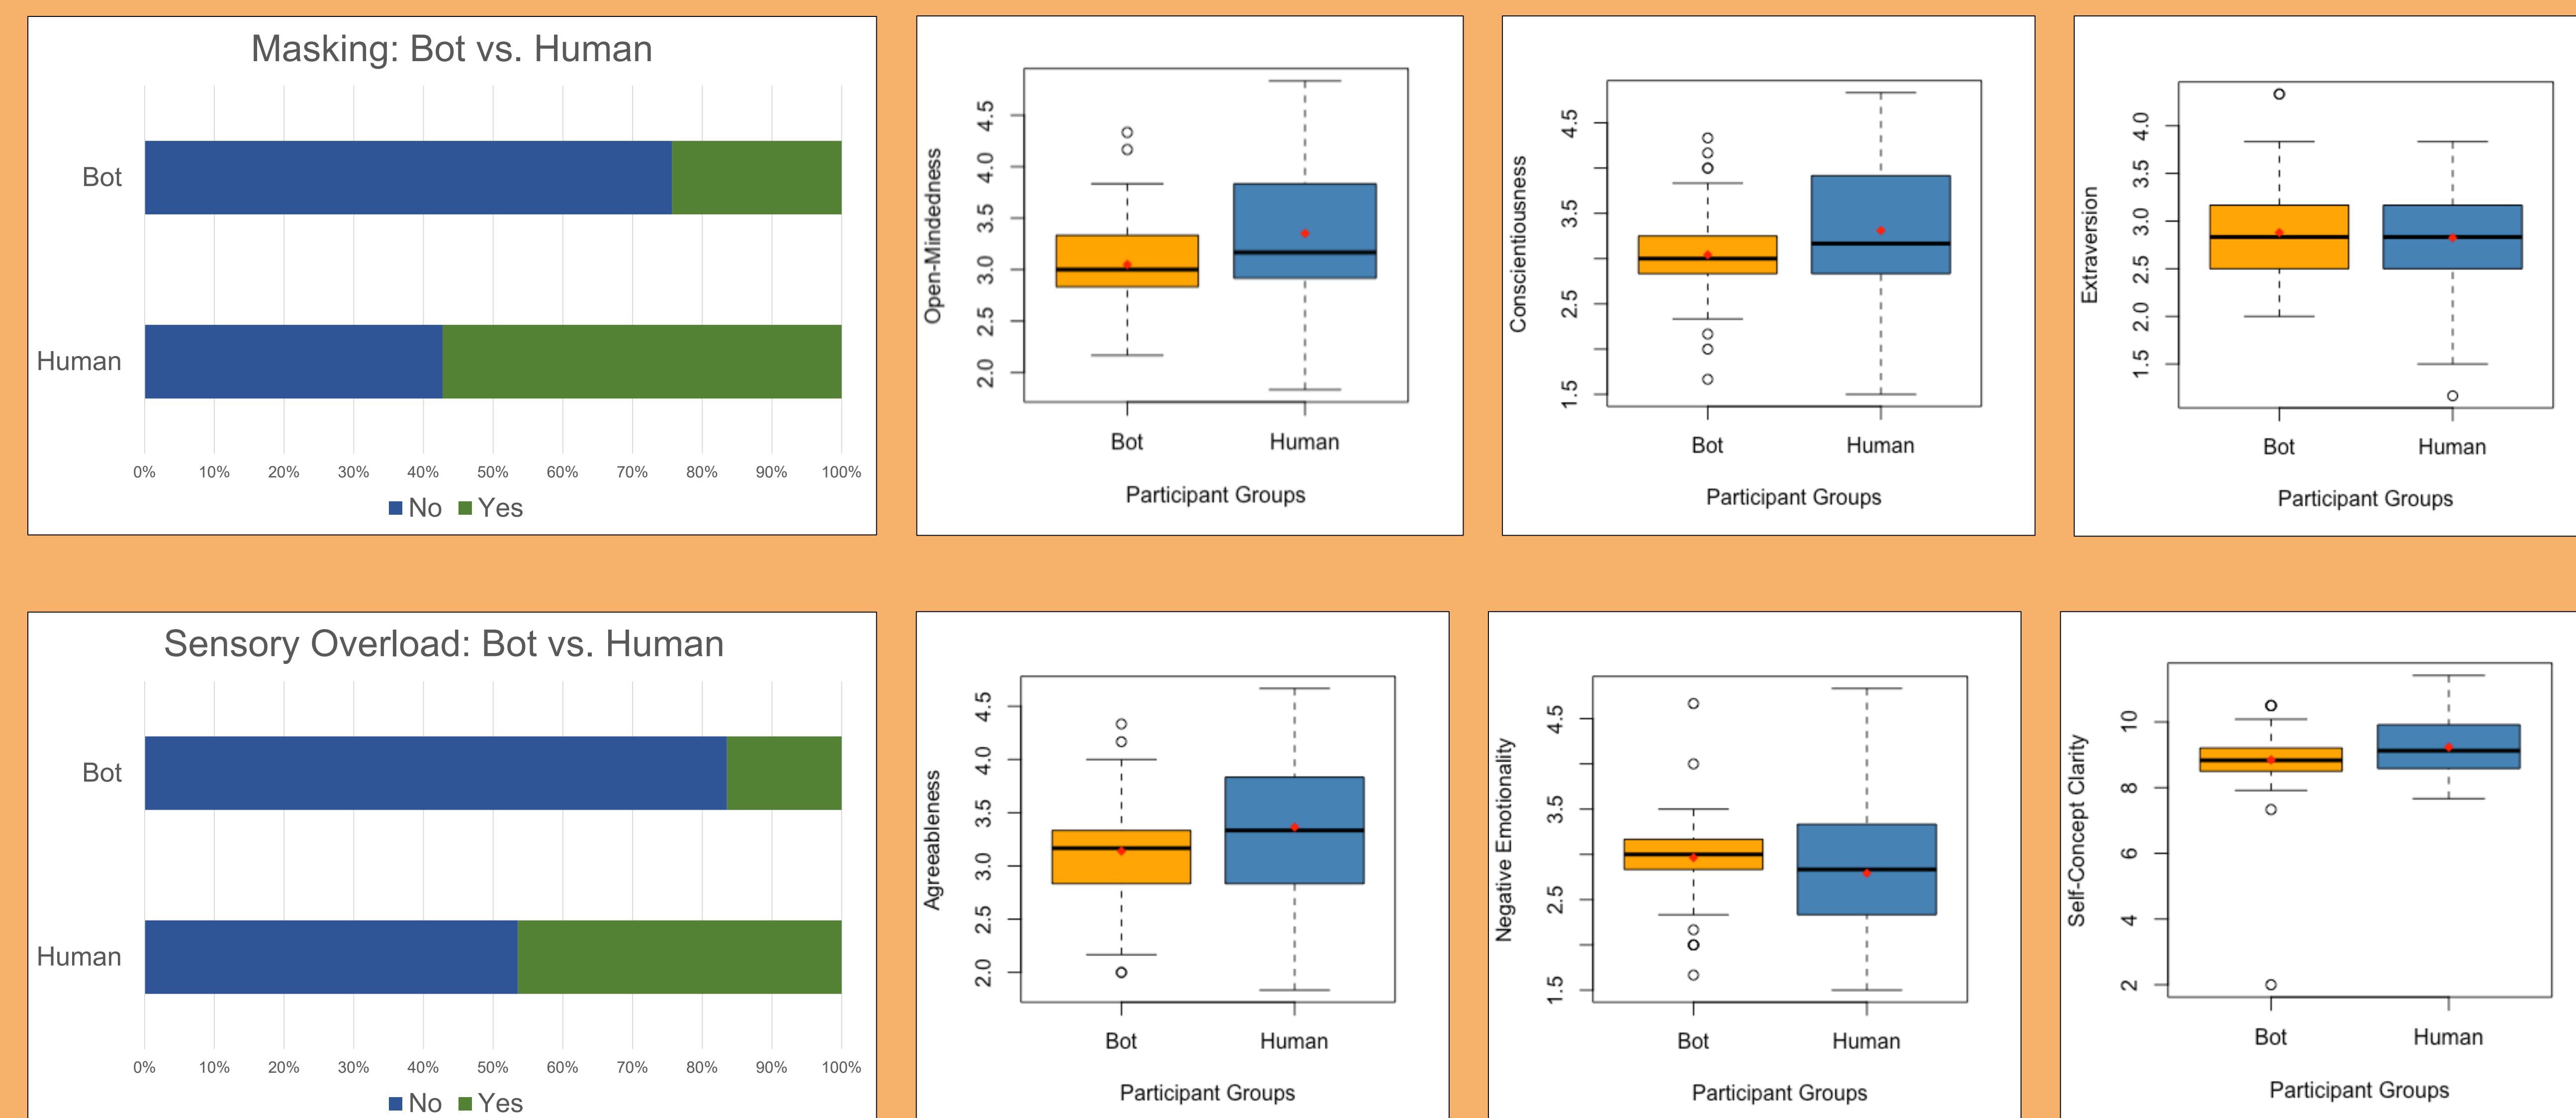 Masking: Bot vs. Human
Bot
Human
0% 10% 20% 30% 40% 50% 60% 70% 80% 90% 100%
No Yes
Open-Mindedness
4.5
4.0
3.5
3.0
2.5
2.0
Bot Human
Participant Groups
Conscientiousness
4.5
3.5
2.5
1.5
Bot Human
Participant Groups
Extraversion
4.0
3.5
3.0
2.5
2.0
1.5
Bot Human
Participant Groups
Sensory Overload: Bot vs. Human
Bot
Human
0% 10% 20% 30% 40% 50% 60% 70% 80% 90% 100%
No Yes
Agreeableness
4.5
4.0
3.5
3.0
2.5
2.0
Bot Human
Participant Groups
Negative Emotionality
4.5
3.5
2.5
1.5
Bot Human
Participant Groups
Self-Concept Clarity
10
8
6
4
2
Bot Human
Participant Groups